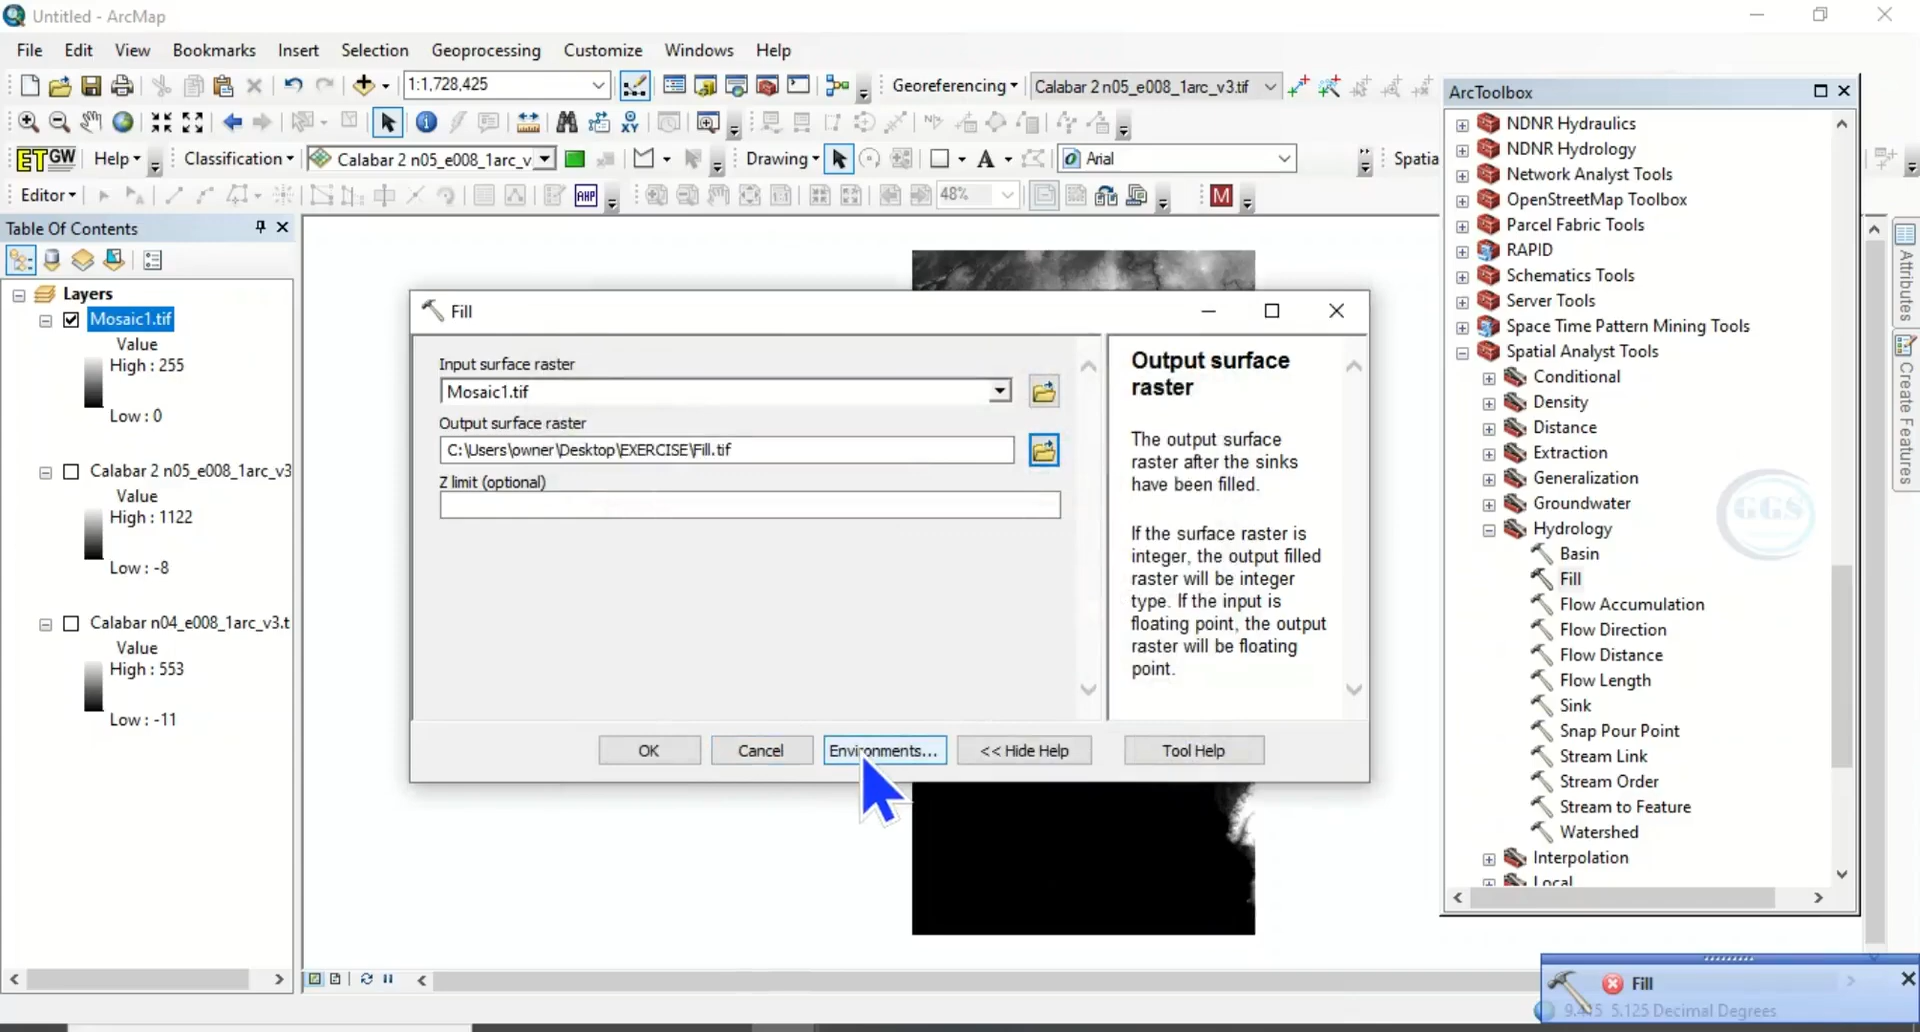 Untitled - ArcMap
File Edit View Bookmarks Insert Selection Geoprocessing Customize Windows Help
1:1,728,425 Georeferencing Calabar 2 n05_e008_1arc_v3.tif
ET GW Help Classification Calabar 2 n05_e008_1arc_v Drawing A Arial Spatia
Editor AHP 48% M
Table Of Contents
Layers
Mosaic1.tif
Value
High : 255
Low : 0
Calabar 2 n05_e008_1arc_v3
Value
High : 1122
Low : -8
Calabar n04_e008_1arc_v3.t
Value
High : 553
Low : -11
Fill
Input surface raster
Mosaic1.tif
Output surface raster
C:\Users\owner\Desktop\EXERCISE\Fill.tif
Z limit (optional)
Output surface
raster
The output surface
raster after the sinks
have been filled.
If the surface raster is
integer, the output filled
raster will be integer
type. If the input is
floating point, the output
raster will be floating
point.
OK Cancel Environments... << Hide Help Tool Help
ArcToolbox
NDNR Hydraulics
NDNR Hydrology
Network Analyst Tools
OpenStreetMap Toolbox
Parcel Fabric Tools
RAPID
Schematics Tools
Server Tools
Space Time Pattern Mining Tools
Spatial Analyst Tools
Conditional
Density
Distance
Extraction
Generalization
Groundwater
Hydrology
Basin
Fill
Flow Accumulation
Flow Direction
Flow Distance
Flow Length
Sink
Snap Pour Point
Stream Link
Stream Order
Stream to Feature
Watershed
Interpolation
Local
GGS
Attributes
Create Features
Fill
5.125 Decimal Degrees